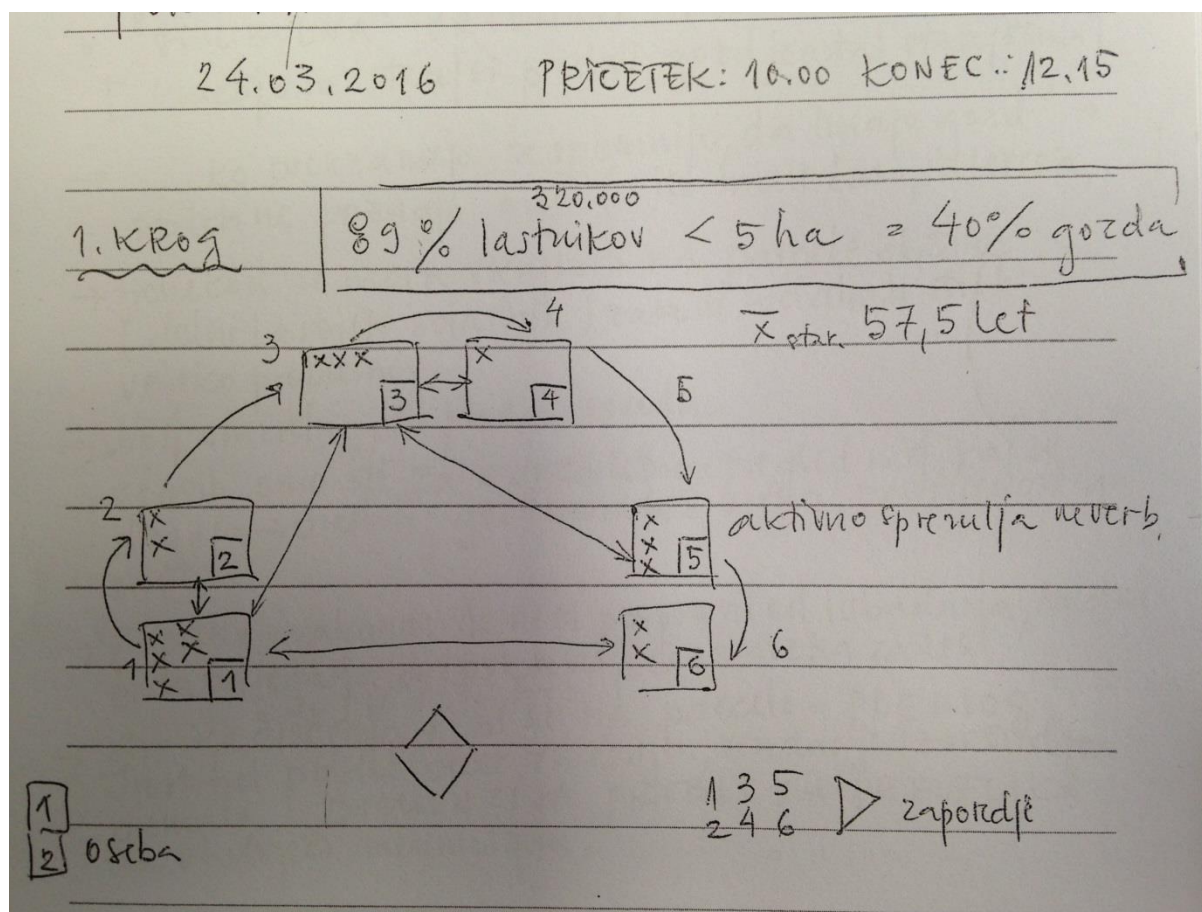 24.03.2016 PRIČETEK: 10.00 KONEC: 12.15
320.000
1. KROG 89% lastnikov < 5 ha = 40% gozda
x̅ star. 57,5 let
3 4
xxx x
3 4
5
2
x x
x x
2 x
5
aktivno spremlja neverb.
1
x x
x x
x
1
x
x
6
6
1 3 5
2 4 6 zaporedje
1
2 oseba